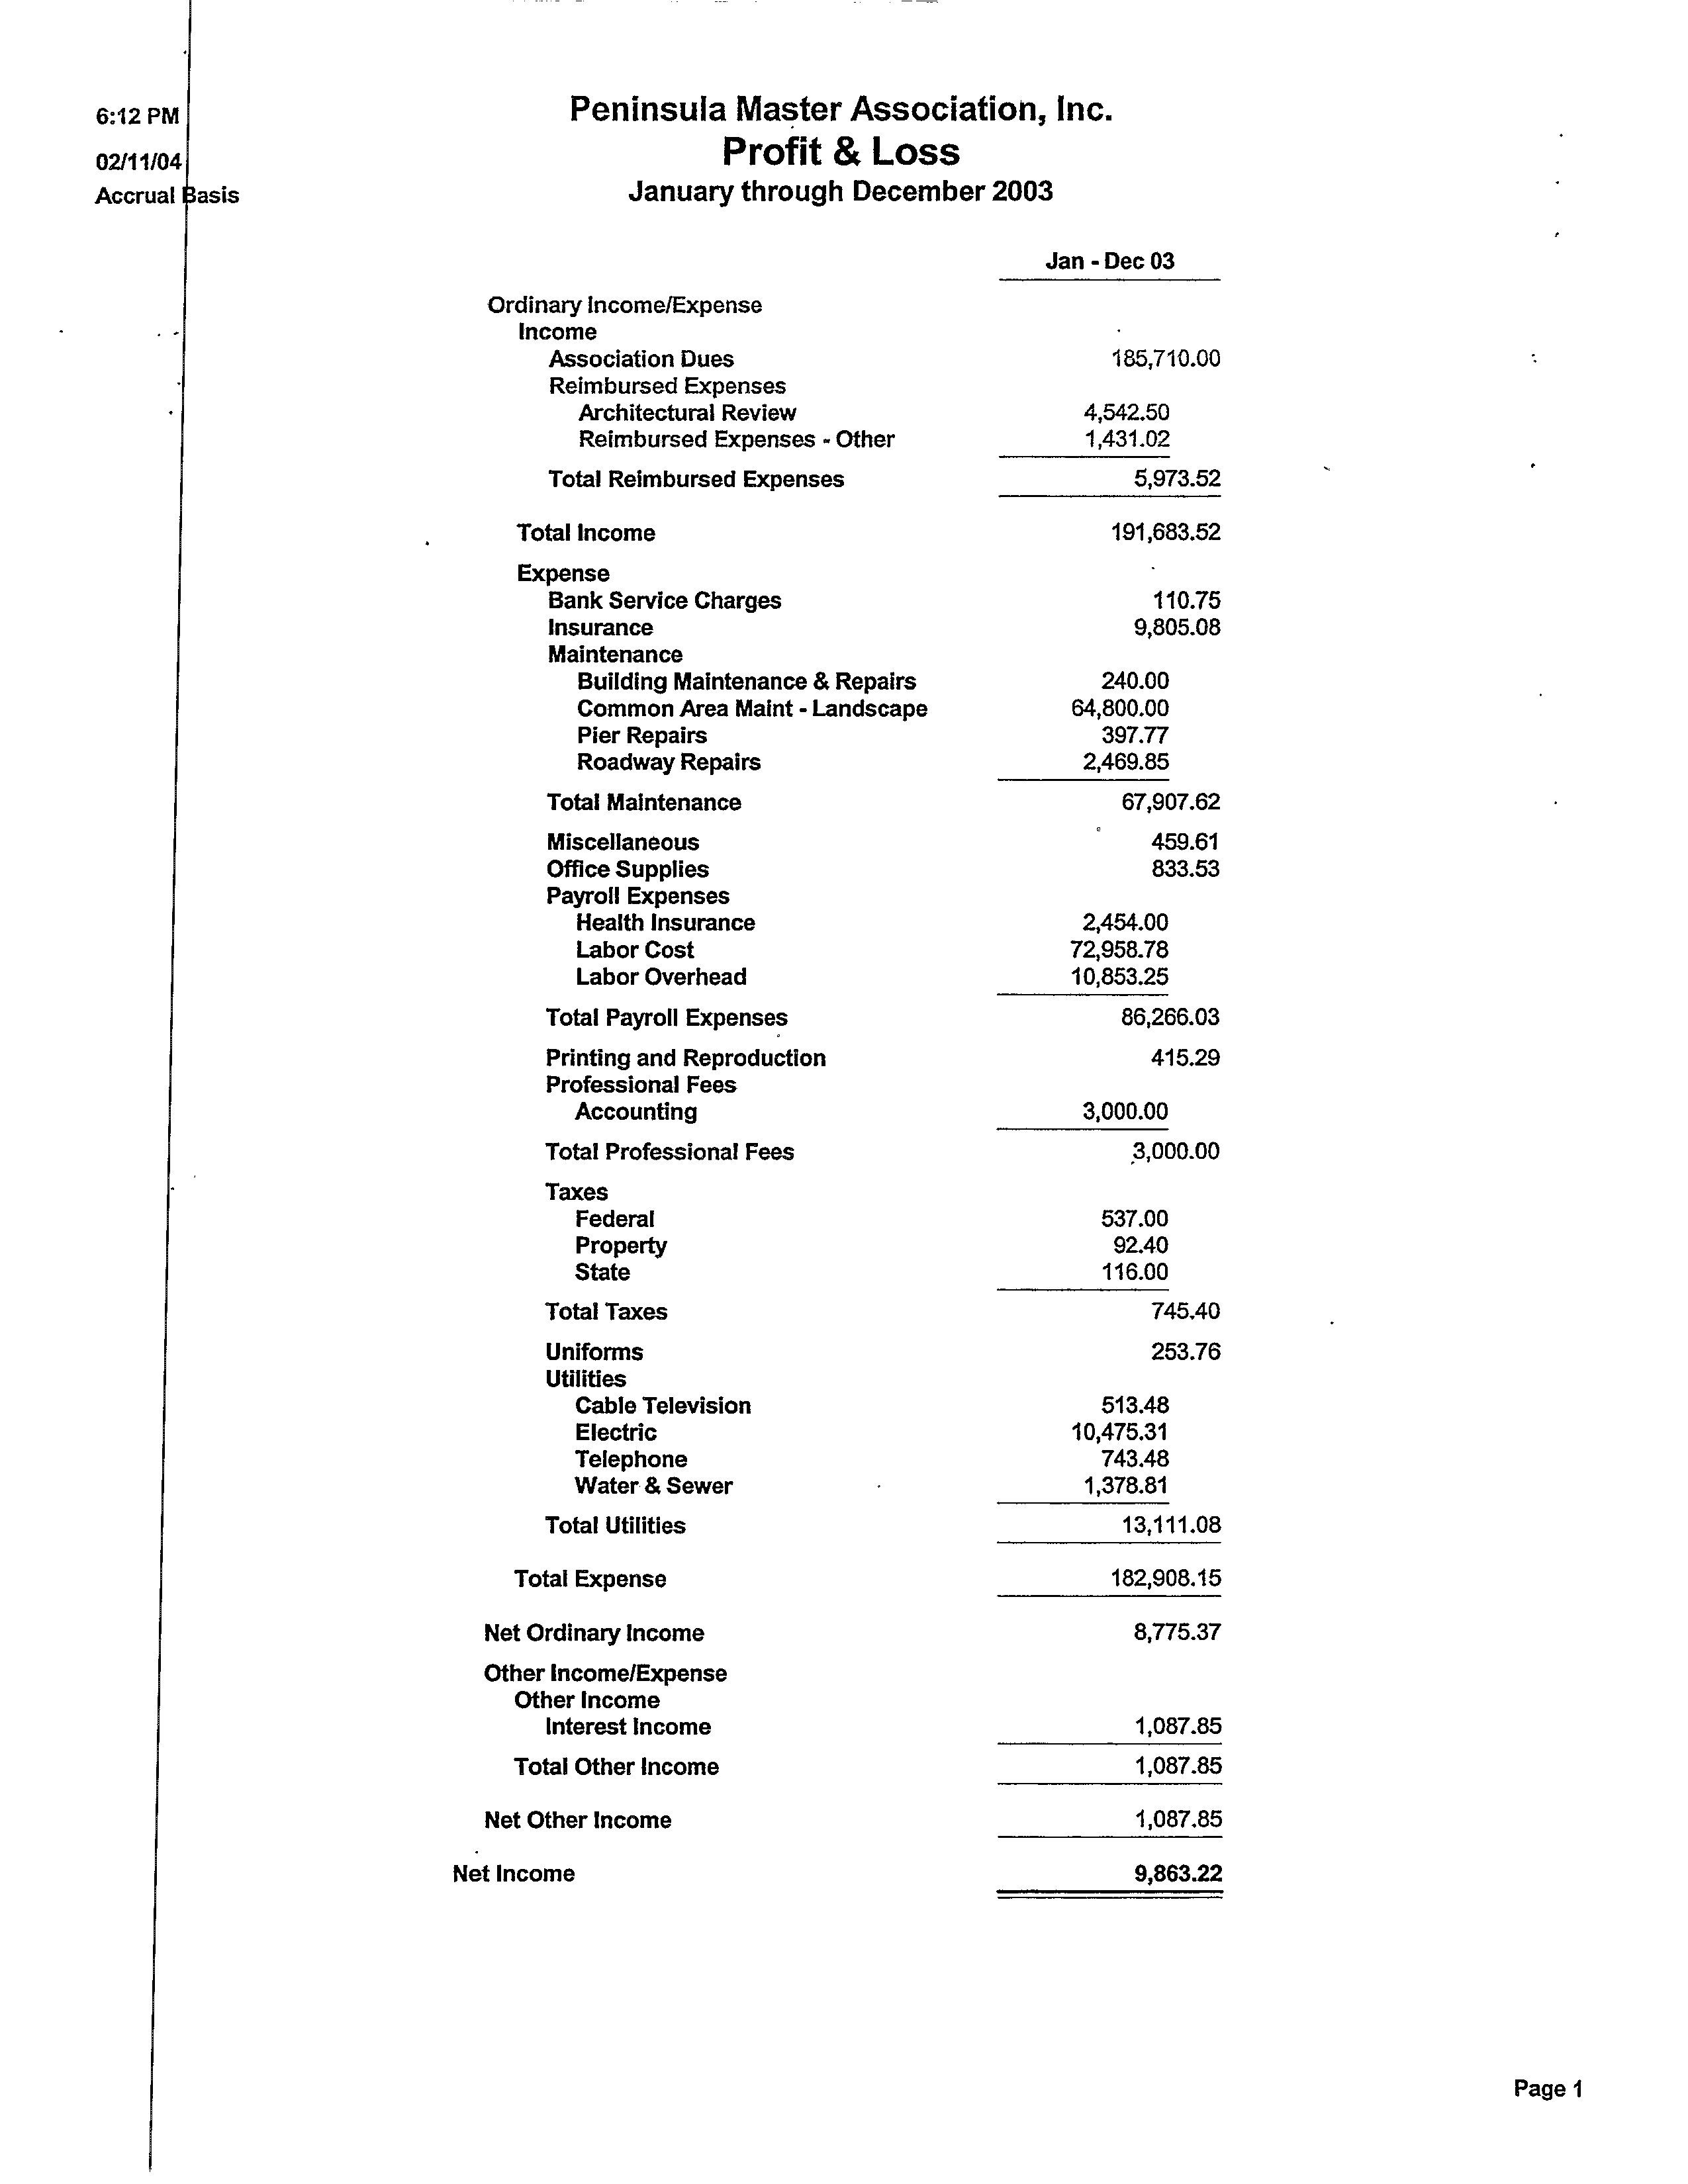 6:12 PM
02/11/04
Accrual Basis
Peninsula Master Association, Inc.
Profit & Loss
January through December 2003
Jan - Dec 03
Ordinary Income/Expense
Income
Association Dues 185,710.00
Reimbursed Expenses
Architectural Review 4,542.50
Reimbursed Expenses - Other 1,431.02
Total Reimbursed Expenses 5,973.52
Total Income 191,683.52
Expense
Bank Service Charges 110.75
Insurance 9,805.08
Maintenance
Building Maintenance & Repairs 240.00
Common Area Maint - Landscape 64,800.00
Pier Repairs 397.77
Roadway Repairs 2,469.85
Total Maintenance 67,907.62
Miscellaneous 459.61
Office Supplies 833.53
Payroll Expenses
Health Insurance 2,454.00
Labor Cost 72,958.78
Labor Overhead 10,853.25
Total Payroll Expenses 86,266.03
Printing and Reproduction 415.29
Professional Fees
Accounting 3,000.00
Total Professional Fees 3,000.00
Taxes
Federal 537.00
Property 92.40
State 116.00
Total Taxes 745.40
Uniforms 253.76
Utilities
Cable Television 513.48
Electric 10,475.31
Telephone 743.48
Water & Sewer 1,378.81
Total Utilities 13,111.08
Total Expense 182,908.15
Net Ordinary Income 8,775.37
Other Income/Expense
Other Income
Interest Income 1,087.85
Total Other Income 1,087.85
Net Other Income 1,087.85
Net Income 9,863.22
Page 1